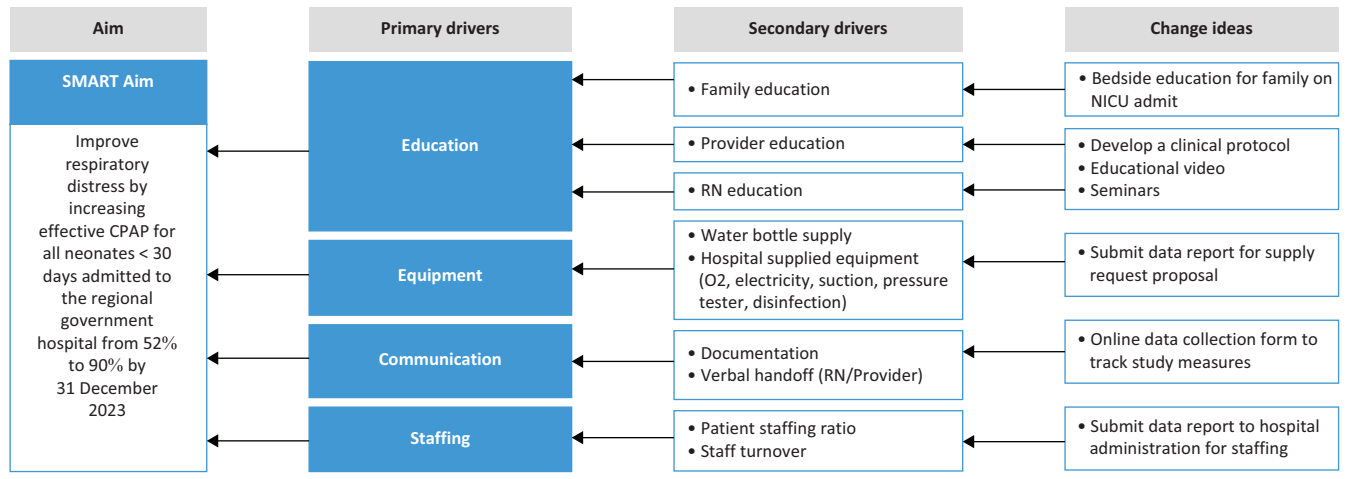 Aim
Primary drivers
Secondary drivers
Change ideas
SMART Aim
Improve
respiratory
distress by
increasing
effective CPAP for
all neonates < 30
days admitted to
the regional
government
hospital from 52%
to 90% by
31 December
2023
Education
Equipment
Communication
Staffing
• Family education
• Provider education
• RN education
• Water bottle supply
• Hospital supplied equipment
(O2, electricity, suction, pressure
tester, disinfection)
• Documentation
• Verbal handoff (RN/Provider)
• Patient staffing ratio
• Staff turnover
• Bedside education for family on
NICU admit
• Develop a clinical protocol
• Educational video
• Seminars
• Submit data report for supply
request proposal
• Online data collection form to
track study measures
• Submit data report to hospital
administration for staffing